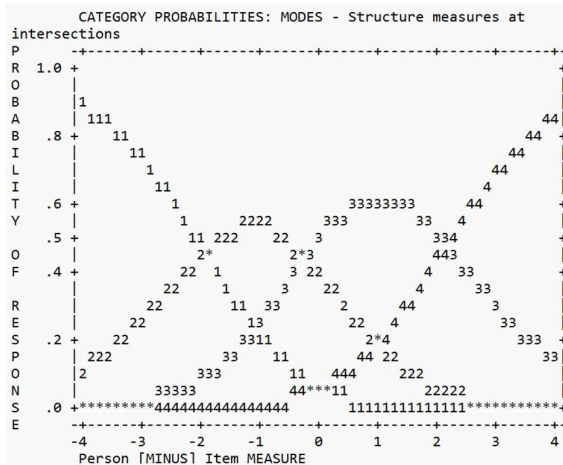 CATEGORY PROBABILITIES: MODES - Structure measures at
intersections
P -+------+------+------+------+------+------+------+------+-
R 1.0 + +
O | |
B |1 |
A | 111 44|
B .8 + 11 44 +
I | 11 44 |
L | 1 44 |
I | 11 4 |
T .6 + 1 33333333 44 +
Y | 1 2222 333 33 4 |
.5 + 11 222 22 3 334 +
O | 2* 2*3 443 |
F .4 + 22 1 3 22 4 33 +
| 22 1 3 22 4 33 |
R | 22 11 33 2 44 3 |
E | 22 13 22 4 33 |
S .2 + 22 3311 2*4 333 +
P | 222 33 11 44 22 33|
O |2 333 11 444 222 |
N | 33333 44***11 22222 |
S .0 +*********44444444444444444 11111111111111***********+
E -+------+------+------+------+------+------+------+------+-
-4 -3 -2 -1 0 1 2 3 4
Person [MINUS] Item MEASURE